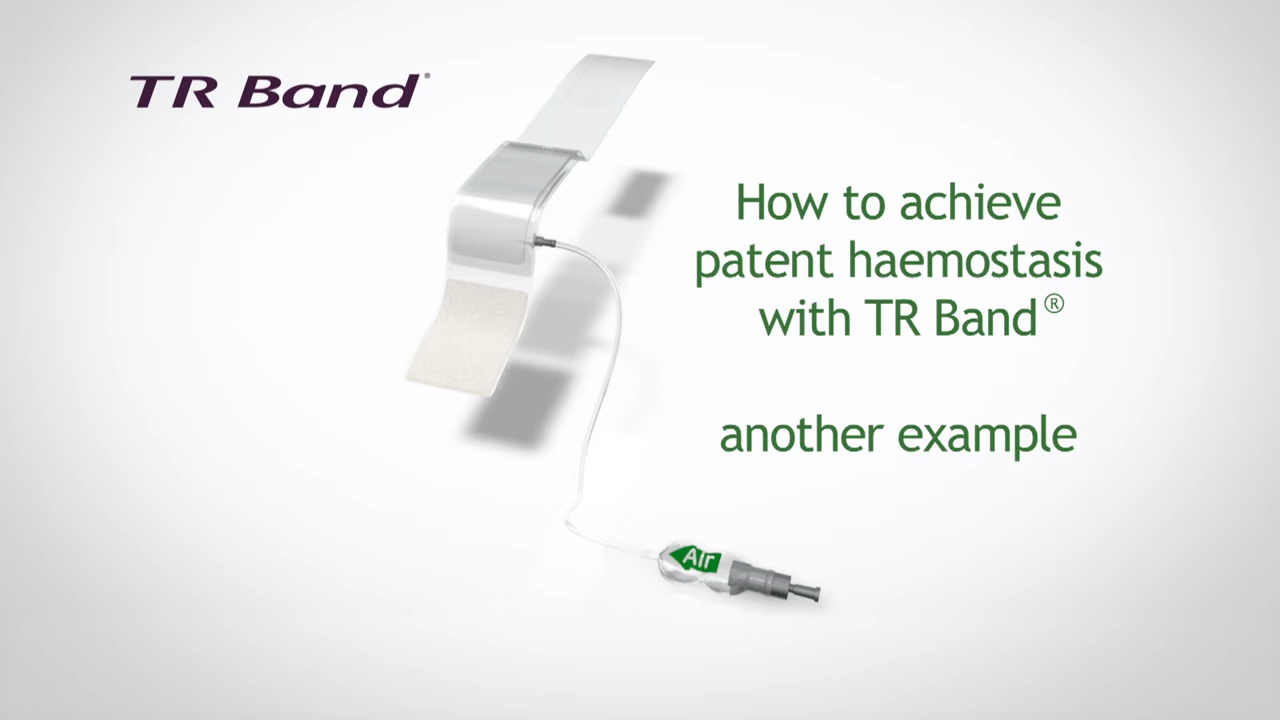 TR Band®
How to achieve
patent haemostasis
with TR Band®
another example
Air